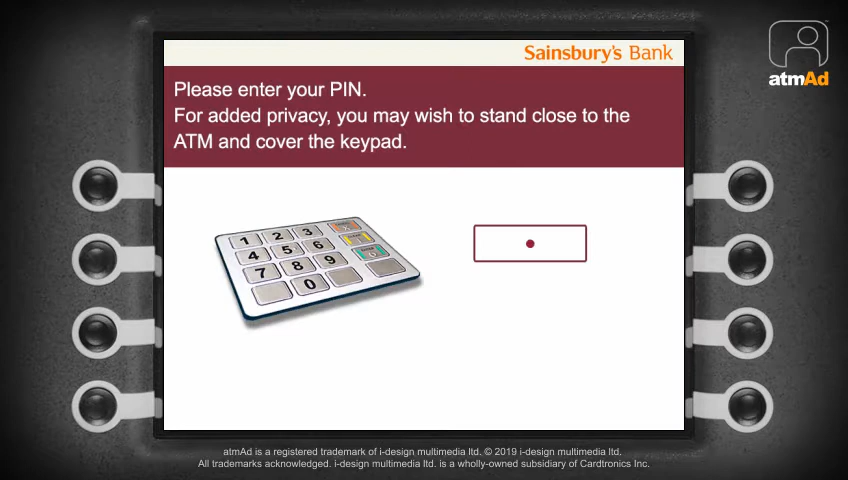 Sainsbury's Bank
atmAd
Please enter your PIN.
For added privacy, you may wish to stand close to the
ATM and cover the keypad.
1 2 3
4 5 6
7 8 9
0
atmAd is a registered trademark of i-design multimedia ltd. © 2019 i-design multimedia ltd.
All trademarks acknowledged. i-design multimedia ltd. is a wholly-owned subsidiary of Cardtronics Inc.